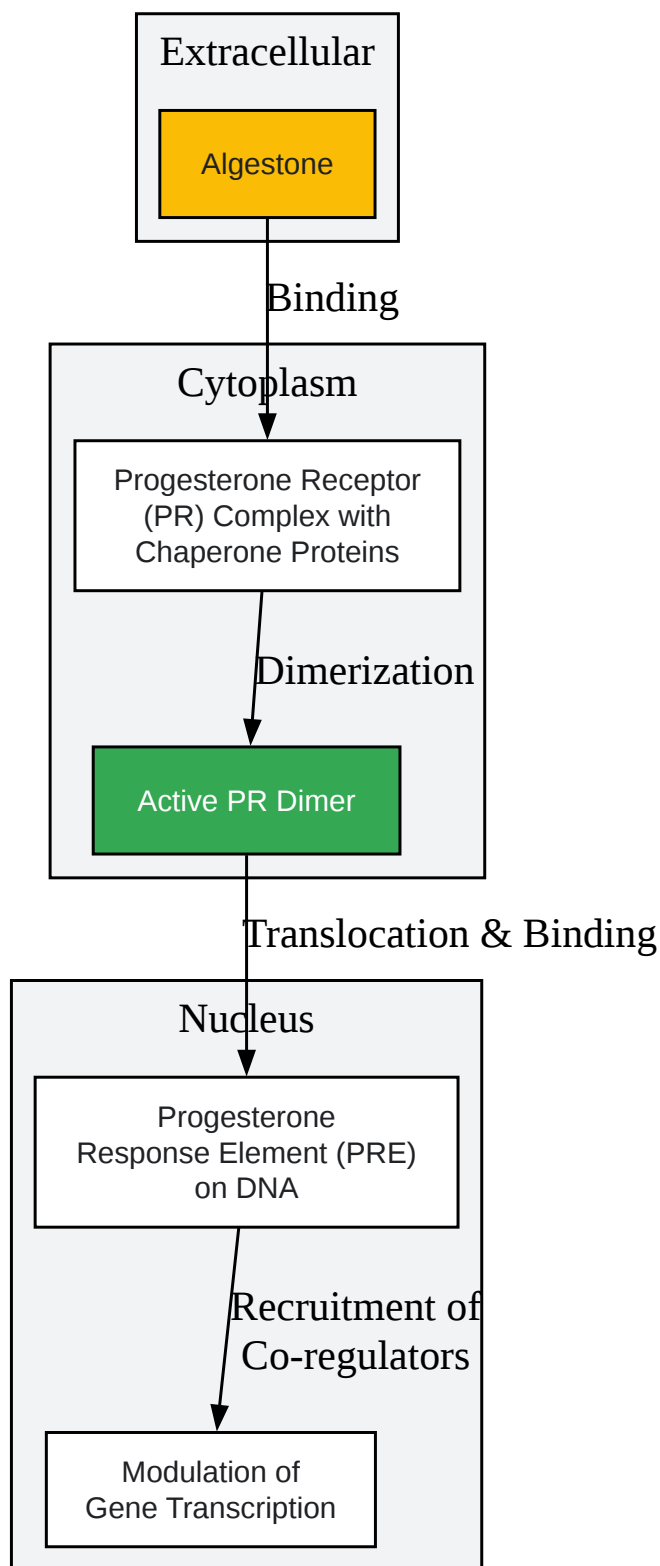 Extracellular
Algestone
Binding
Cytoplasm
Progesterone Receptor
(PR) Complex with
Chaperone Proteins
Dimerization
Active PR Dimer
Translocation & Binding
Nucleus
Progesterone
Response Element (PRE)
on DNA
Recruitment of
Co-regulators
Modulation of
Gene Transcription